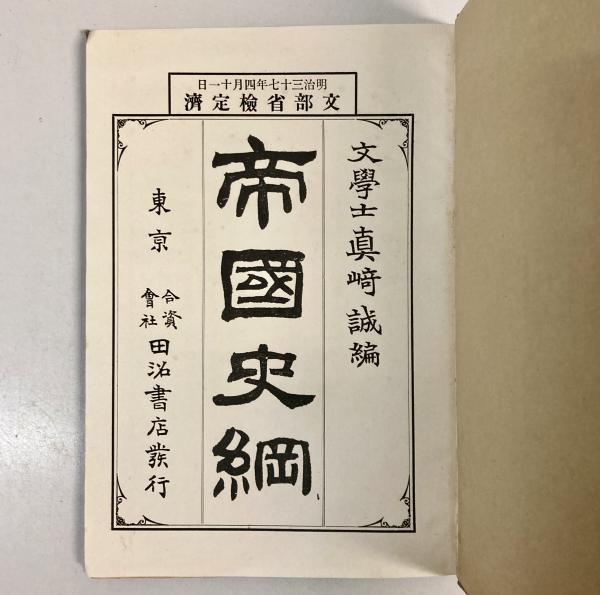 明治三十七年四月十一日
文部省檢定濟
文學士眞﨑誠編
帝國史綱
東京 合資會社 田沼書店發行